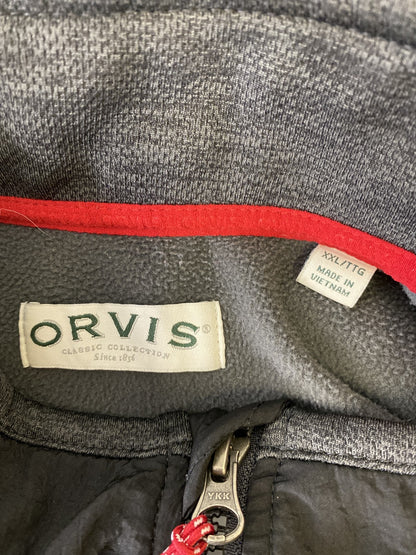 XXL/TTG
MADE IN
VIETNAM
ORVIS®
CLASSIC COLLECTION
Since 1856
YKK